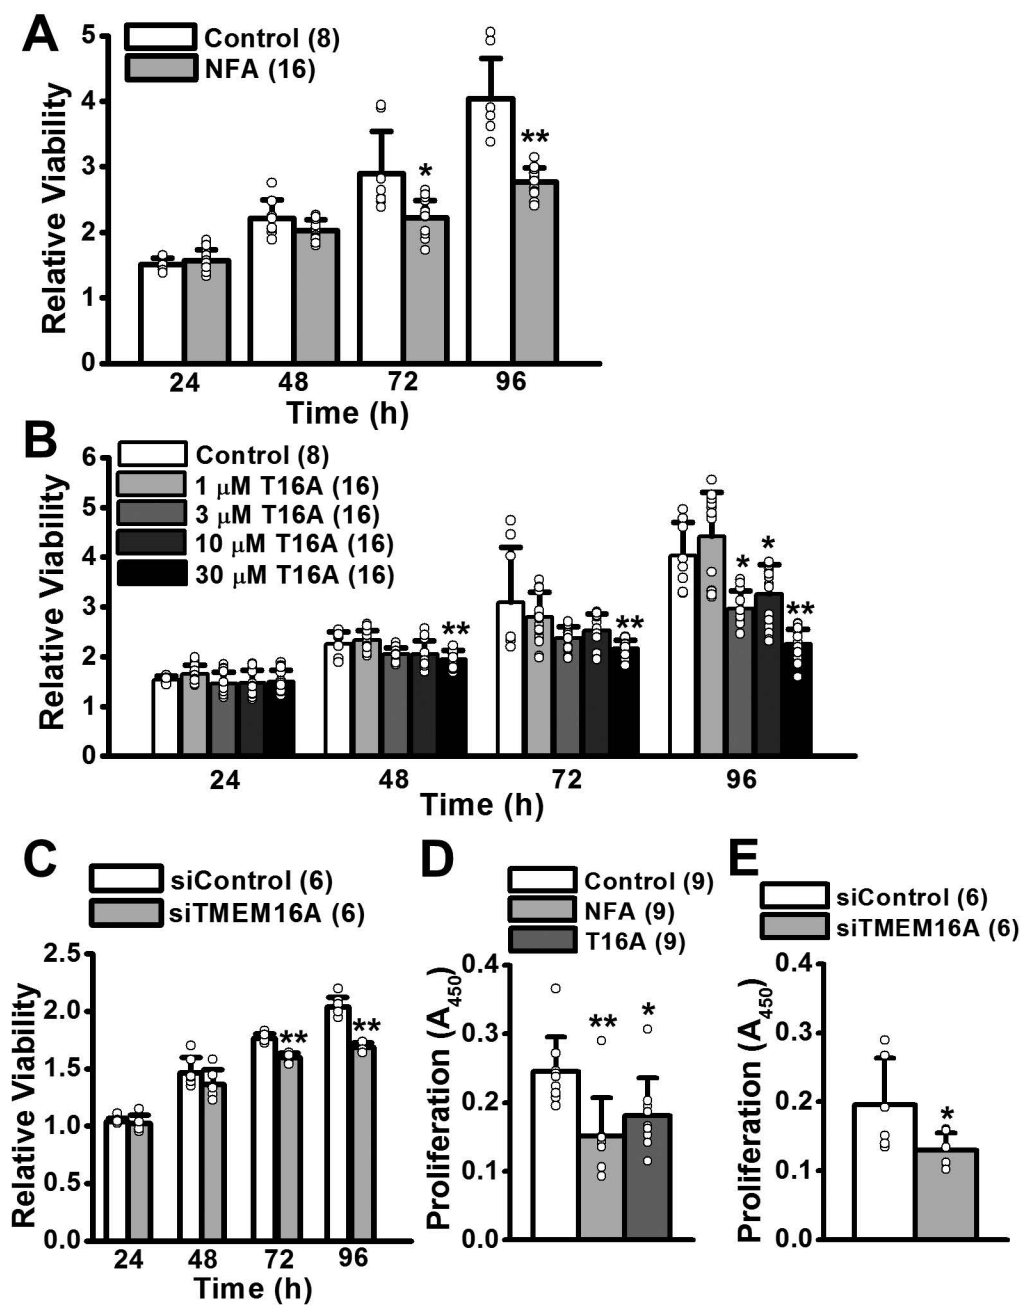 A
Relative Viability
5
4
3
2
1
0
Control (8)
NFA (16)
*
**
24 48 72 96
Time (h)
B
Relative Viability
6
5
4
3
2
1
0
Control (8)
1 μM T16A (16)
3 μM T16A (16)
10 μM T16A (16)
30 μM T16A (16)
**
**
*
*
**
24 48 72 96
Time (h)
C
siControl (6)
siTMEM16A (6)
Relative Viability
2.5
2.0
1.5
1.0
0.5
0.0
**
**
24 48 72 96
Time (h)
D
Control (9)
NFA (9)
T16A (9)
Proliferation (A450)
0.4
0.3
0.2
0.1
0.0
**
*
E
siControl (6)
siTMEM16A (6)
Proliferation (A450)
0.4
0.3
0.2
0.1
0.0
*